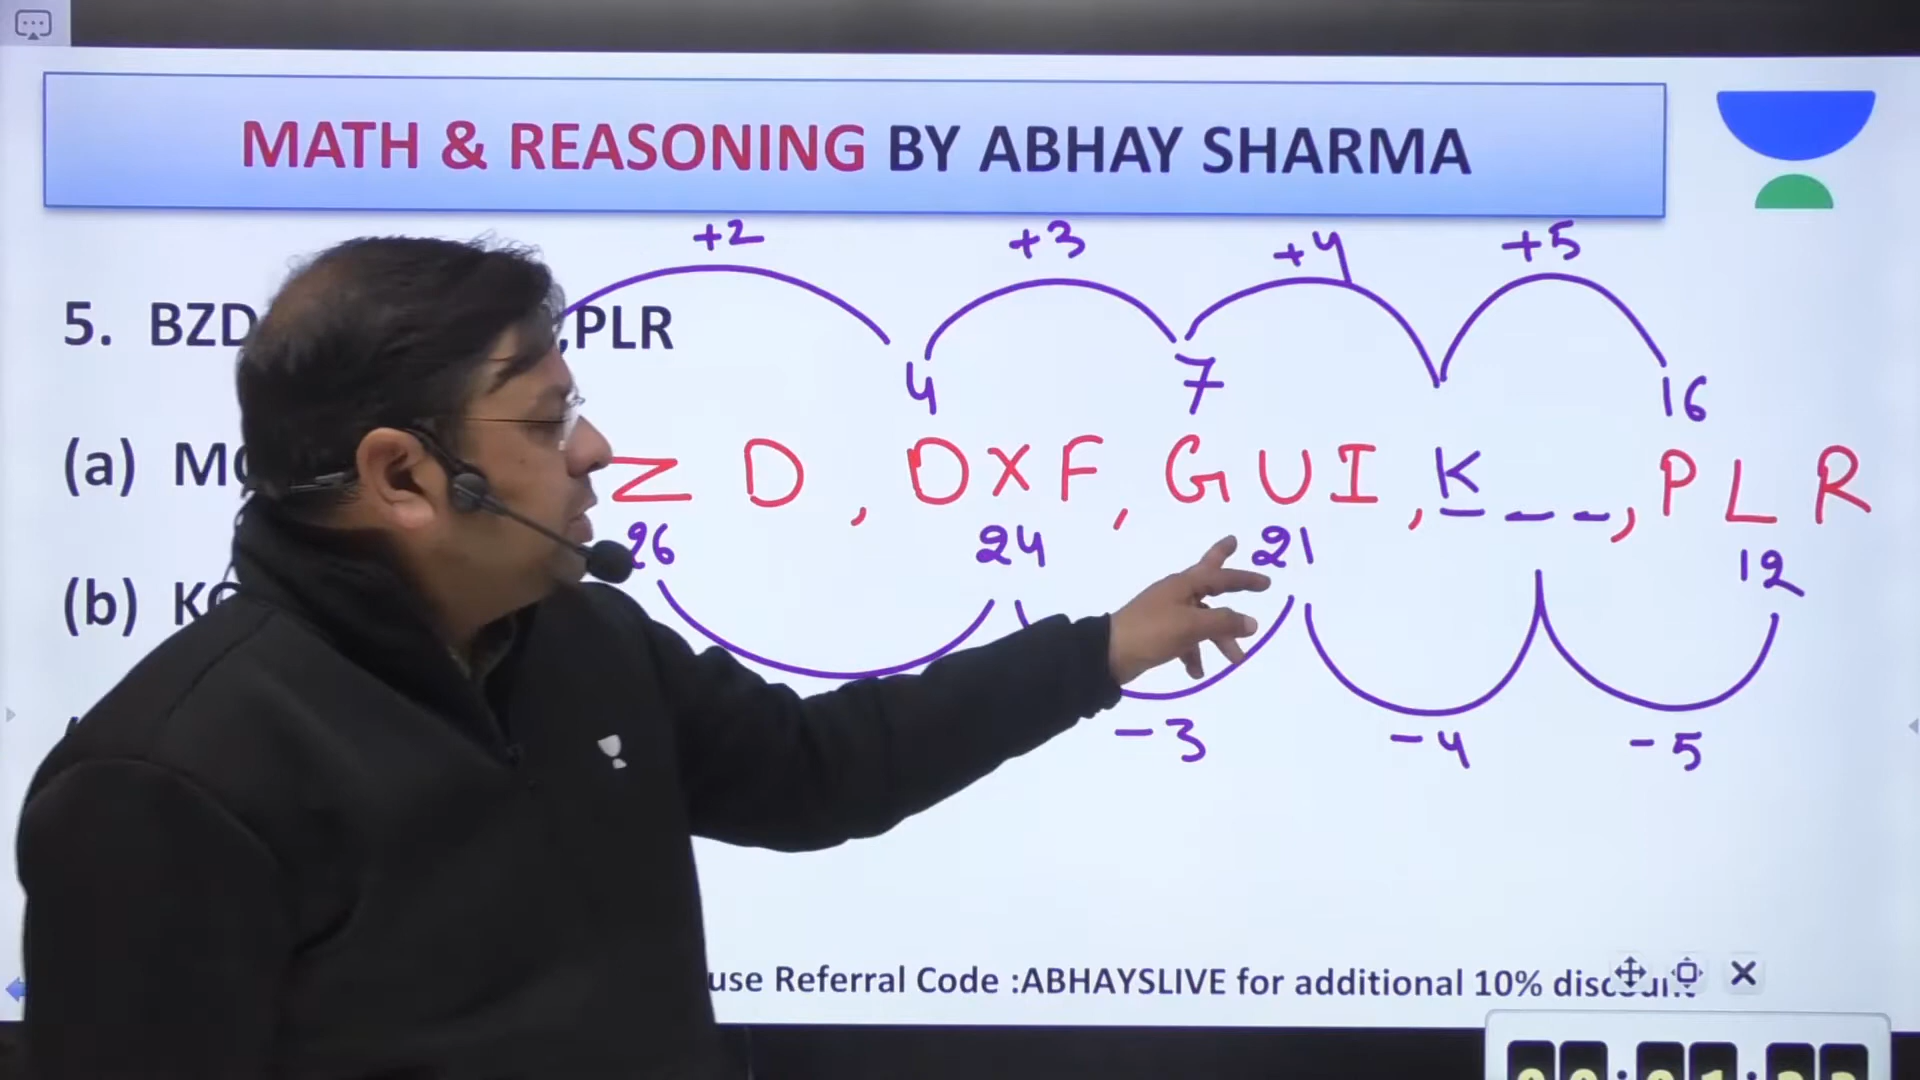 MATH & REASONING BY ABHAY SHARMA
+2 +3 +4 +5
5. BZD ,PLR
4 7 16
(a)
Z D , D X F , G U I , K _ _ , P L R
26 24 21 12
(b)
-3 -4 -5
use Referral Code :ABHAYSLIVE for additional 10% discount